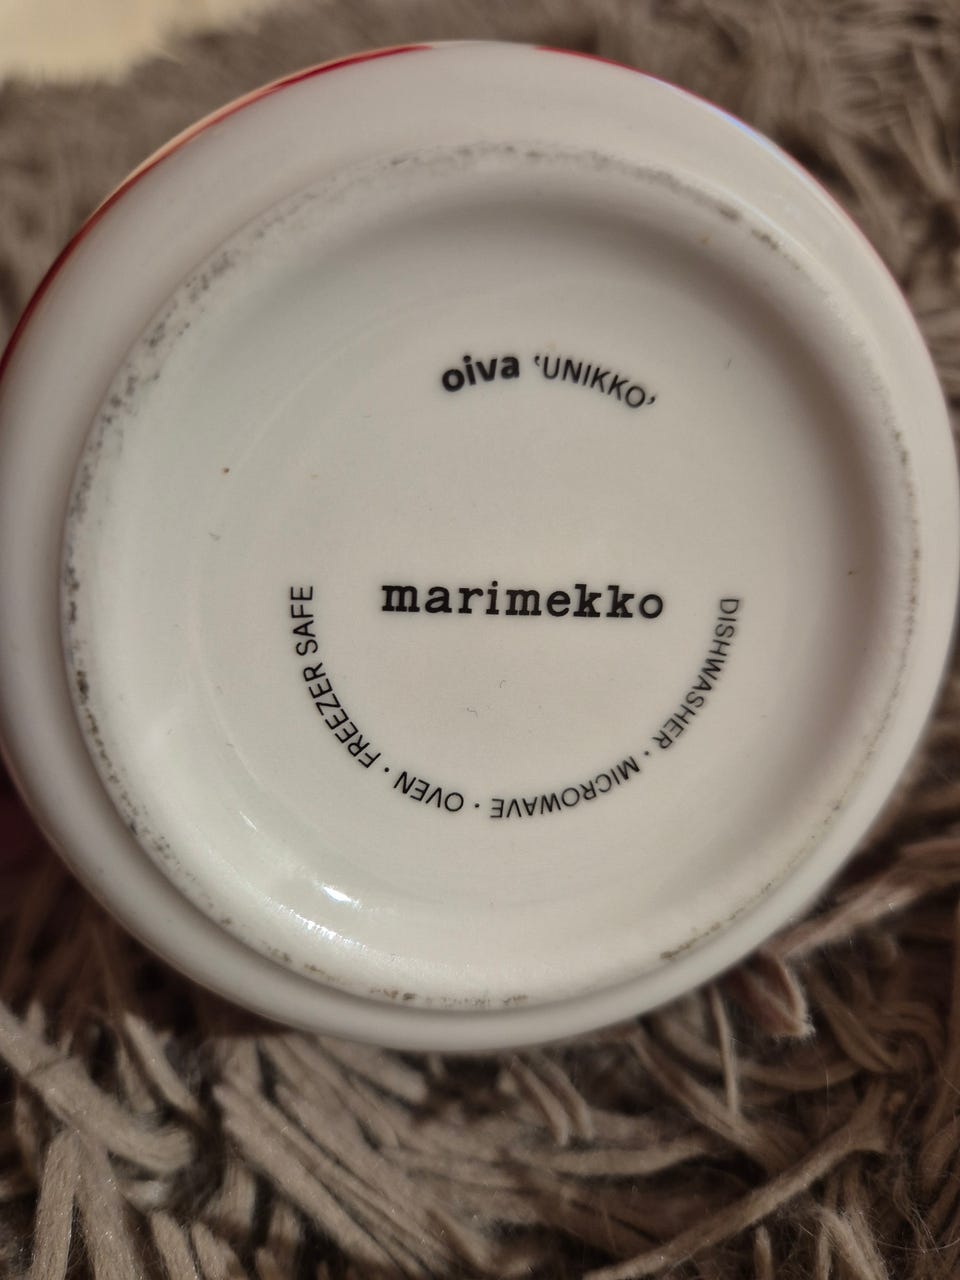 oiva ‘UNIKKO’
marimekko
DISHWASHER · MICROWAVE · OVEN · FREEZER SAFE